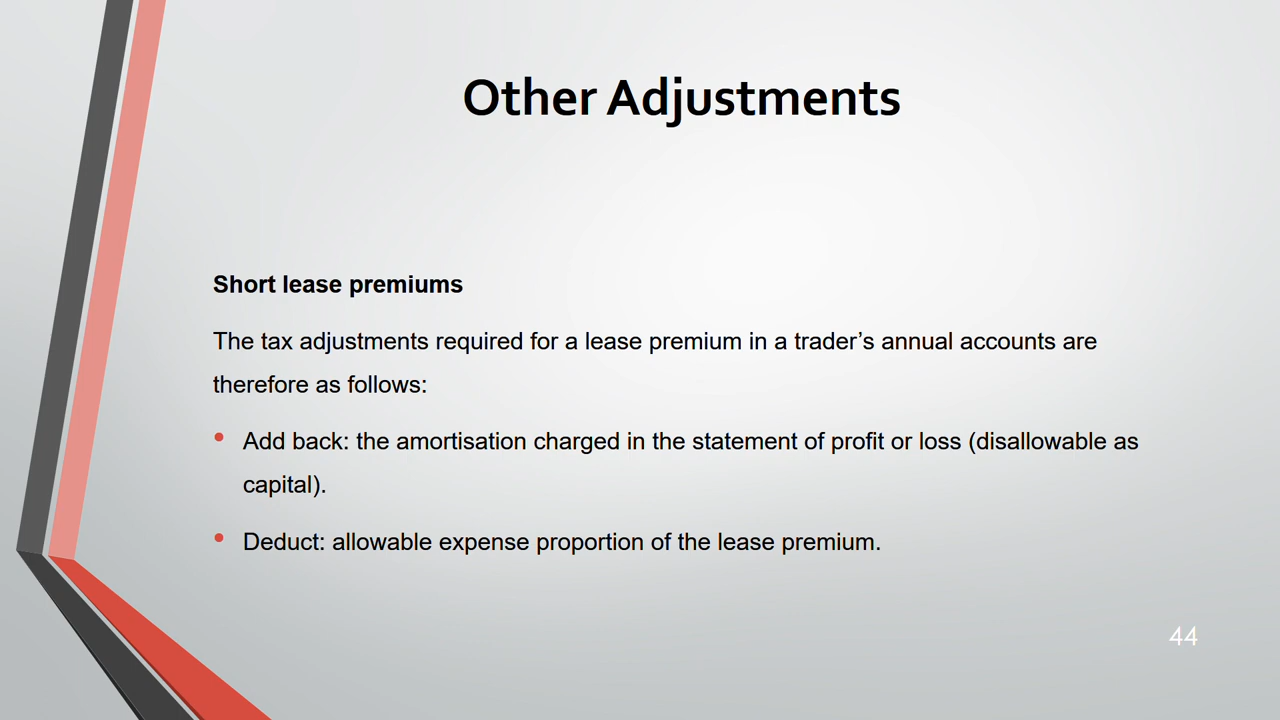 Other Adjustments
Short lease premiums
The tax adjustments required for a lease premium in a trader’s annual accounts are
therefore as follows:
• Add back: the amortisation charged in the statement of profit or loss (disallowable as
capital).
• Deduct: allowable expense proportion of the lease premium.
44